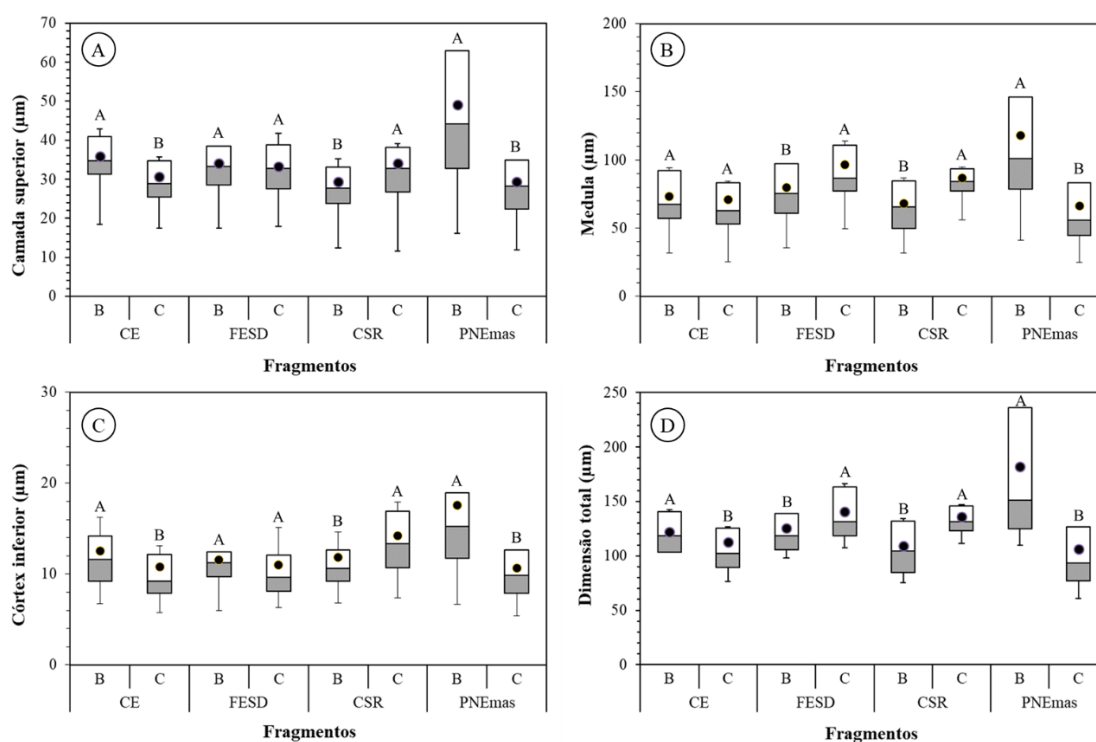 A
Camada superior (µm)
70
60
50
40
30
20
10
0
A B A A B A A B
B C B C B C B C
CE FESD CSR PNEmas
Fragmentos
B
Medula (µm)
200
150
100
50
0
A A B A B A A B
B C B C B C B C
CE FESD CSR PNEmas
Fragmentos
C
Córtex inferior (µm)
30
20
10
0
A B A A B A A B
B C B C B C B C
CE FESD CSR PNEmas
Fragmentos
D
Dimensão total (µm)
250
200
150
100
50
0
A B B A B A A B
B C B C B C B C
CE FESD CSR PNEmas
Fragmentos